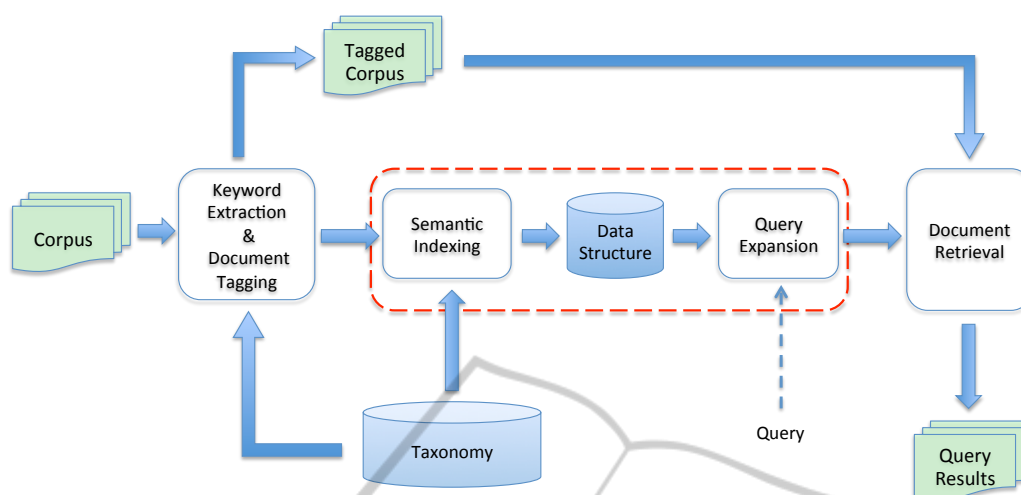 Tagged
Corpus
Corpus
Keyword
Extraction
&
Document
Tagging
Semantic
Indexing
Data
Structure
Query
Expansion
Document
Retrieval
Taxonomy
Query
Query
Results